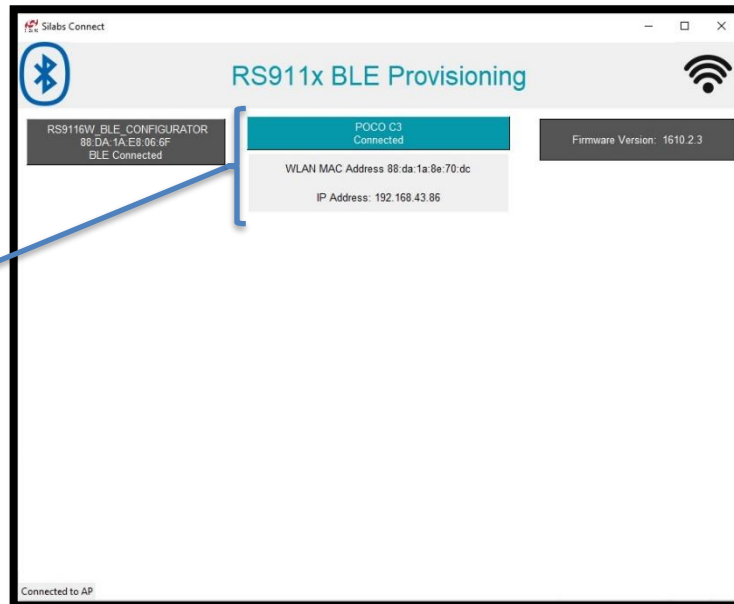 Silabs Connect
RS911x BLE Provisioning
RS9116W_BLE_CONFIGURATOR
88:DA:1A:E8:06:6F
BLE Connected
POCO C3
Connected
WLAN MAC Address 88:da:1a:8e:70:dc
IP Address: 192.168.43.86
Firmware Version: 1610.2.3
Connected to AP